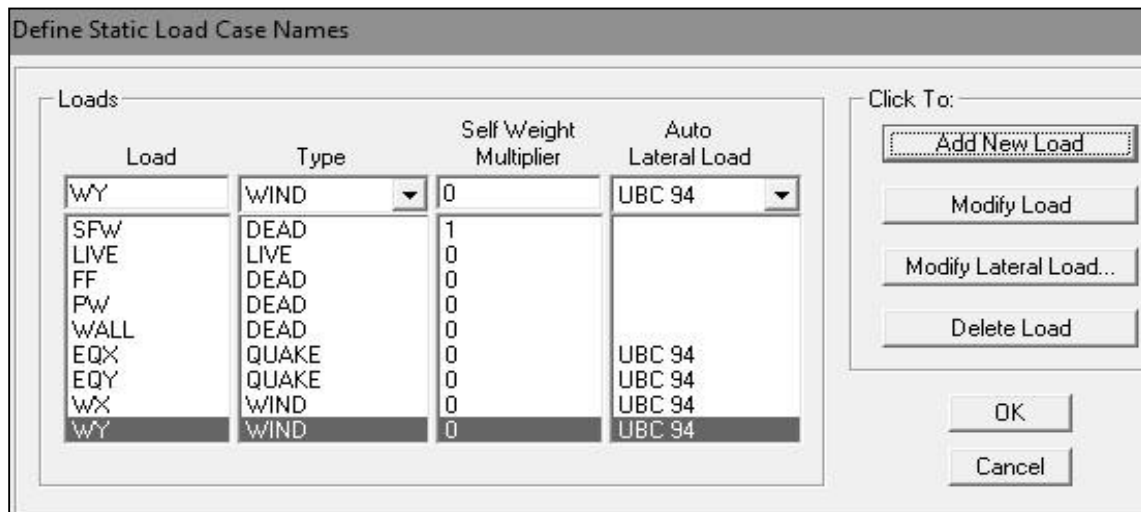 Define Static Load Case Names
Loads
Load Type Self Weight Multiplier Auto Lateral Load
WY WIND 0 UBC 94
SFW DEAD 1
LIVE LIVE 0
FF DEAD 0
PW DEAD 0
WALL DEAD 0
EQX QUAKE 0 UBC 94
EQY QUAKE 0 UBC 94
WX WIND 0 UBC 94
WY WIND 0 UBC 94
Click To:
Add New Load
Modify Load
Modify Lateral Load...
Delete Load
OK
Cancel